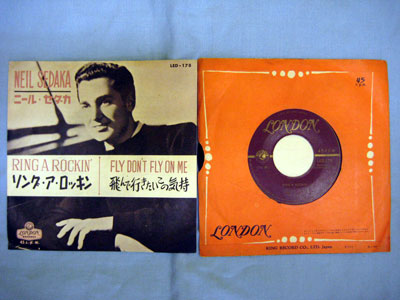 LED-175
NEIL SEDAKA
ニール・セダカ
RING A ROCKIN'
リング・ア・ロッキン
FLY DON'T FLY ON ME
飛んで行きたいこの気持
LONDON
45 r.p.m.
45
LONDON
LONDON
KING RECORD CO., LTD. Japan